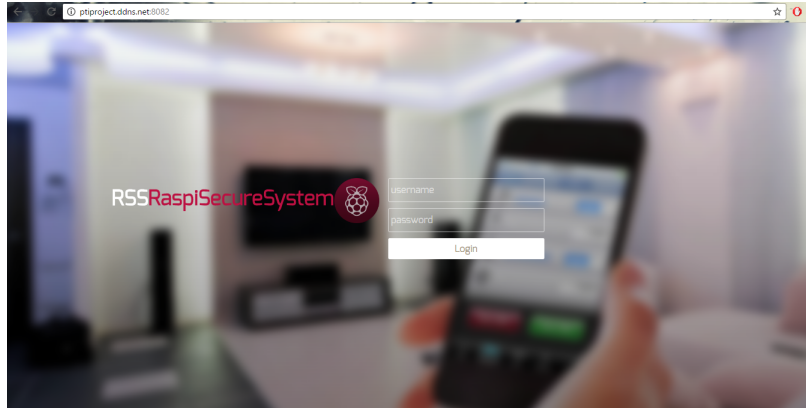 ptiproject.ddns.net:8082
RSSRaspiSecureSystem
username
password
Login